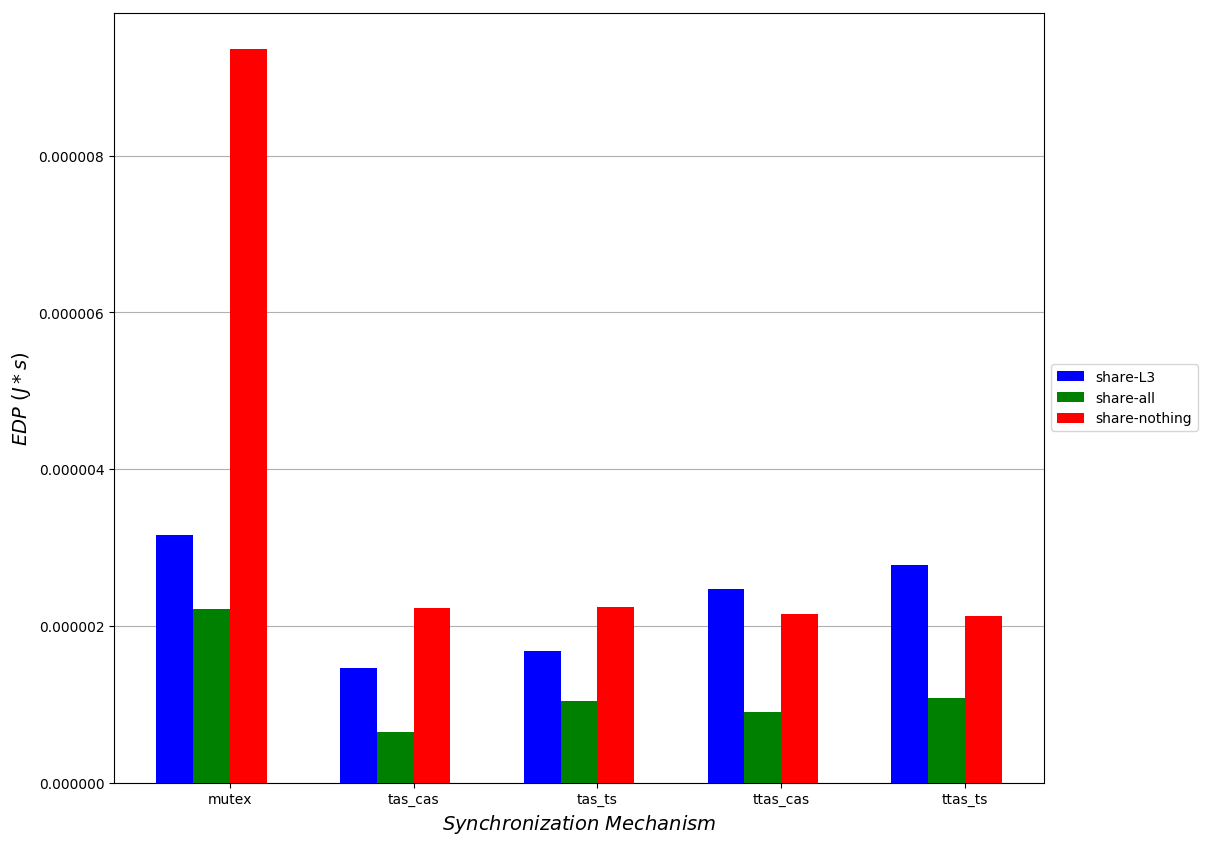 0.000008
0.000006
0.000004
0.000002
0.000000
EDP (J * s)
mutex
tas_cas
tas_ts
ttas_cas
ttas_ts
Synchronization Mechanism
share-L3
share-all
share-nothing